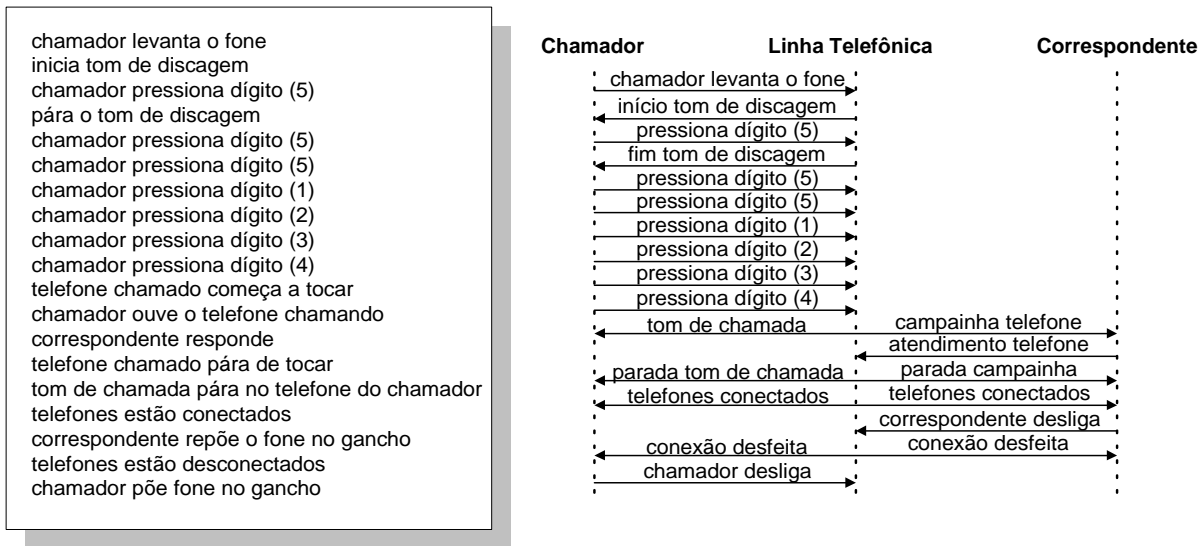 chamador levanta o fone
inicia tom de discagem
chamador pressiona dígito (5)
pára o tom de discagem
chamador pressiona dígito (5)
chamador pressiona dígito (5)
chamador pressiona dígito (1)
chamador pressiona dígito (2)
chamador pressiona dígito (3)
chamador pressiona dígito (4)
telefone chamado começa a tocar
chamador ouve o telefone chamando
correspondente responde
telefone chamado pára de tocar
tom de chamada pára no telefone do chamador
telefones estão conectados
correspondente repõe o fone no gancho
telefones estão desconectados
chamador põe fone no gancho
Chamador Linha Telefônica Correspondente
chamador levanta o fone
início tom de discagem
pressiona dígito (5)
fim tom de discagem
pressiona dígito (5)
pressiona dígito (5)
pressiona dígito (1)
pressiona dígito (2)
pressiona dígito (3)
pressiona dígito (4)
tom de chamada campainha telefone
atendimento telefone
parada tom de chamada parada campainha
telefones conectados telefones conectados
correspondente desliga
conexão desfeita conexão desfeita
chamador desliga